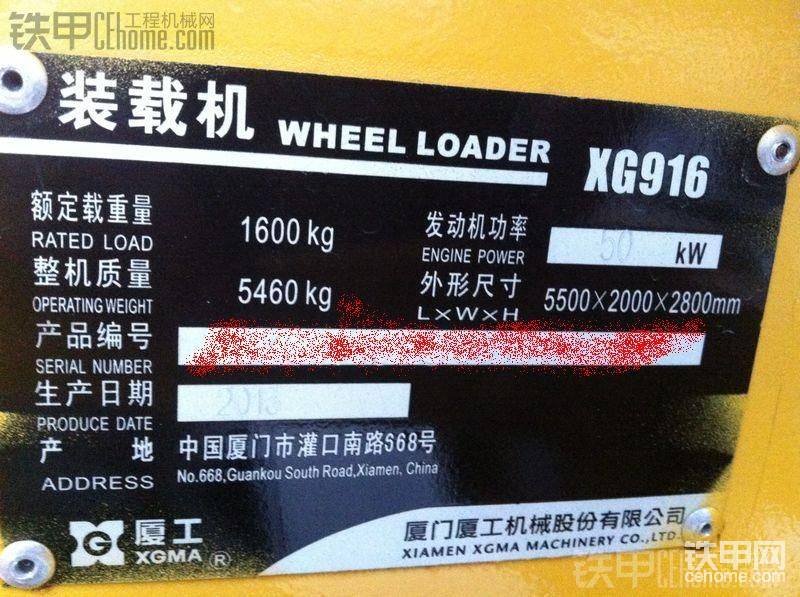 铁甲 工程机械网
CEhome.com
装载机 WHEEL LOADER XG916
额定载重量 1600 kg 发动机功率 50 kW
RATED LOAD ENGINE POWER
整机质量 5460 kg 外形尺寸 5500×2000×2800mm
OPERATING WEIGHT L×W×H
产品编号
SERIAL NUMBER
生产日期 2013
PRODUCE DATE
产 地 中国厦门市灌口南路668号
ADDRESS No.668,Guankou South Road,Xiamen, China
厦工 厦门厦工机械股份有限公司
XGMA ® XIAMEN XGMA MACHINERY CO.,LTD.
铁甲网
cehome.com